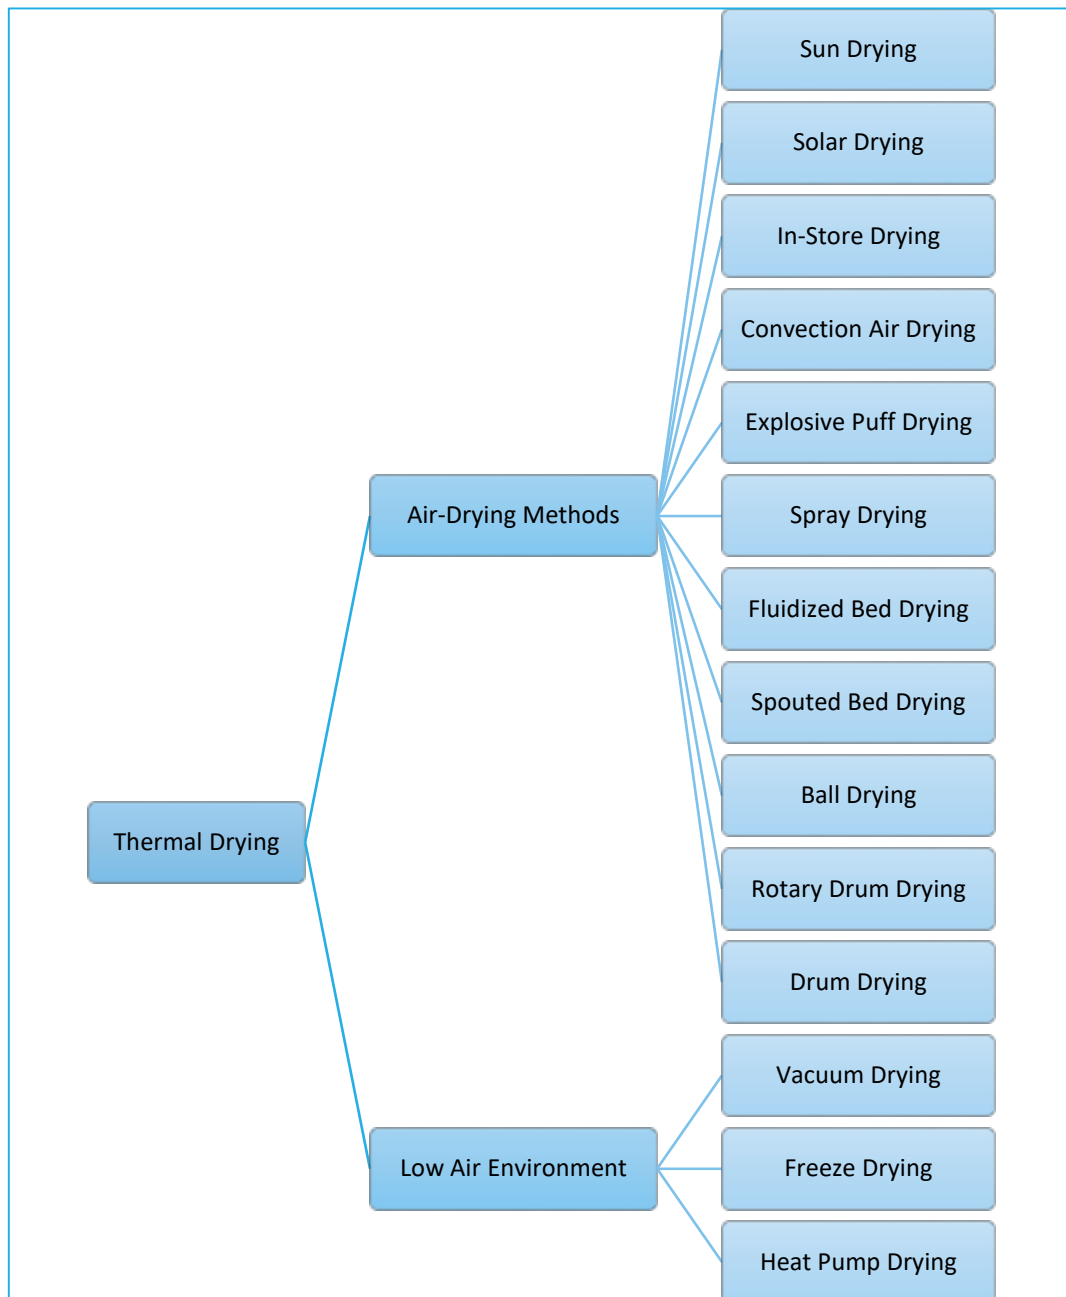 Sun Drying
Solar Drying
In-Store Drying
Convection Air Drying
Explosive Puff Drying
Air-Drying Methods
Spray Drying
Fluidized Bed Drying
Spouted Bed Drying
Ball Drying
Thermal Drying
Rotary Drum Drying
Drum Drying
Vacuum Drying
Low Air Environment
Freeze Drying
Heat Pump Drying